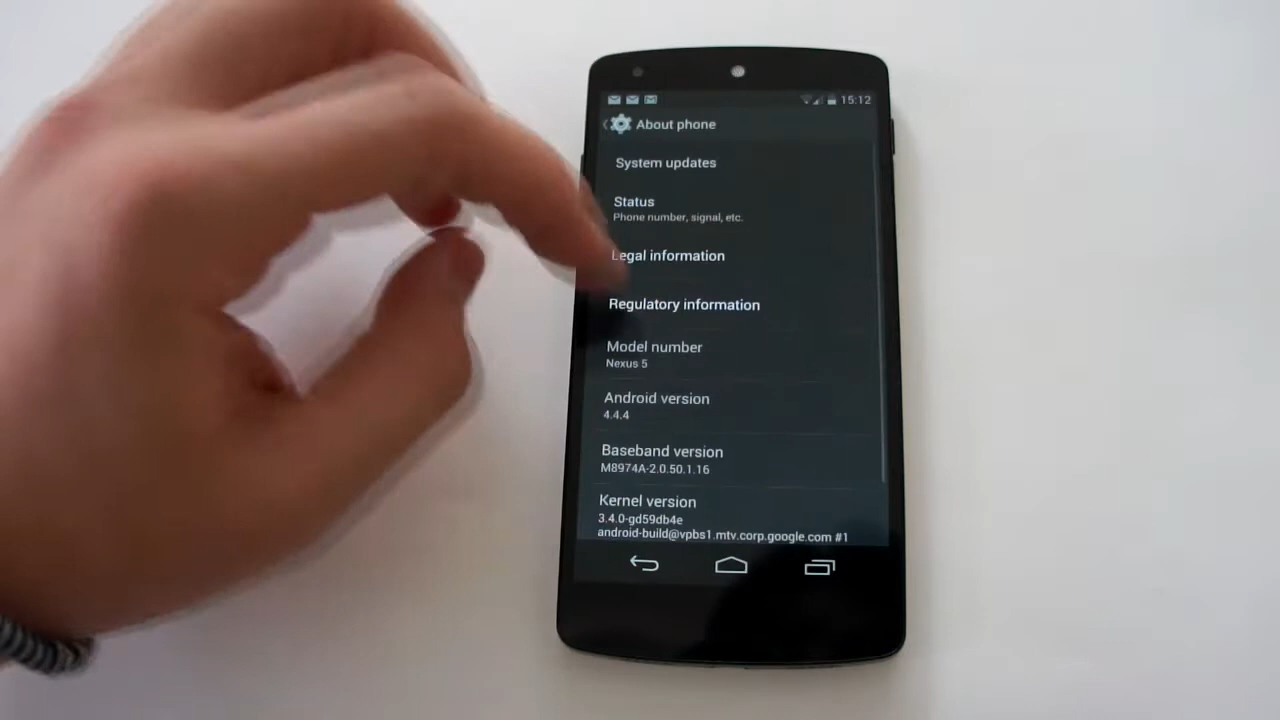 15:12
About phone
System updates
Status
Phone number, signal, etc.
Legal information
Regulatory information
Model number
Nexus 5
Android version
4.4.4
Baseband version
M8974A-2.0.50.1.16
Kernel version
3.4.0-gd59db4e
android-build@vpbs1.mtv.corp.google.com #1